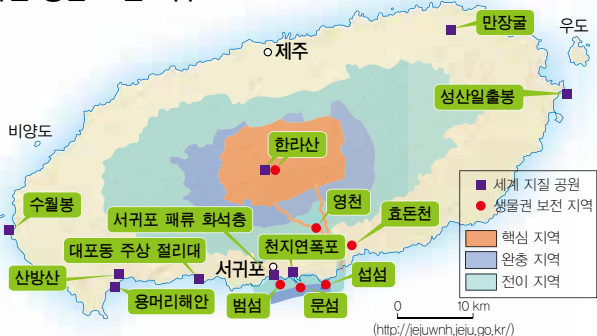 만장굴
우도
제주
성산일출봉
비양도
한라산
세계 지질 공원
생물권 보전 지역
수월봉
영천
서귀포 패류 화석층
효돈천
핵심 지역
대포동 주상 절리대
천지연폭포
완충 지역
산방산
서귀포
섭섬
전이 지역
용머리해안
범섬
문섬
0 10 km
(http://jejuwnh.jeju.go.kr/)